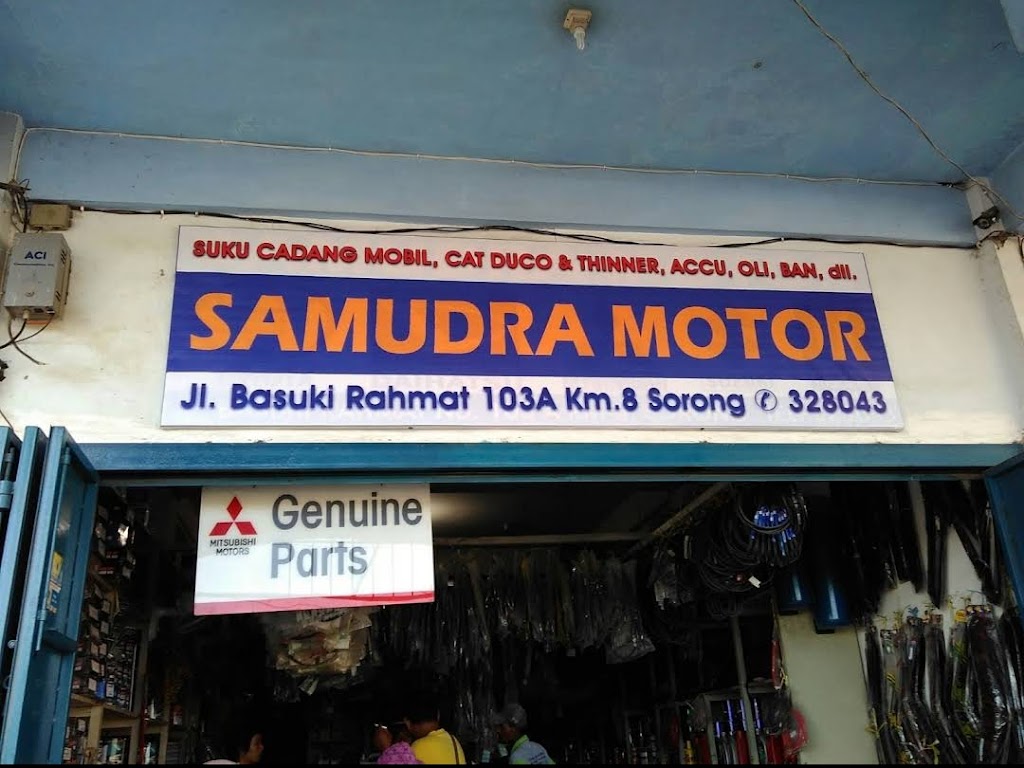 SUKU CADANG MOBIL, CAT DUCO & THINNER, ACCU, OLI, BAN, dll.
SAMUDRA MOTOR
Jl. Basuki Rahmat 103A Km.8 Sorong ✆ 328043
ACI
Genuine
Parts
MITSUBISHI
MOTORS